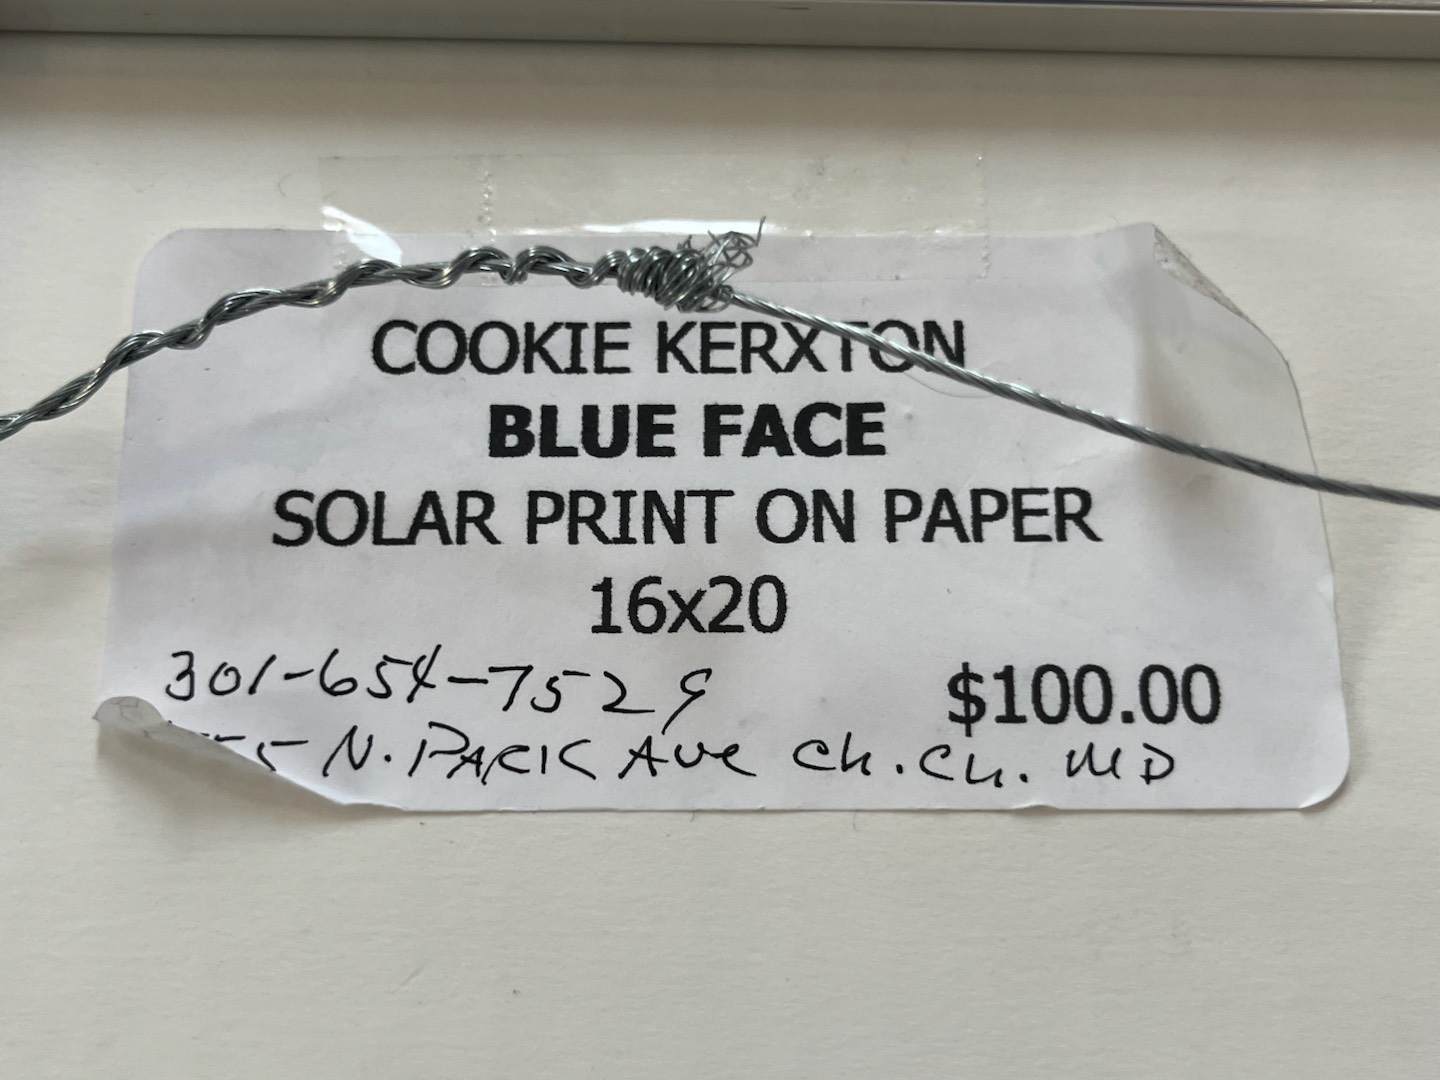 COOKIE KERXTON
BLUE FACE
SOLAR PRINT ON PAPER
16x20
301-654-7529
$100.00
N. PARK AVE Ch. Ch. MD